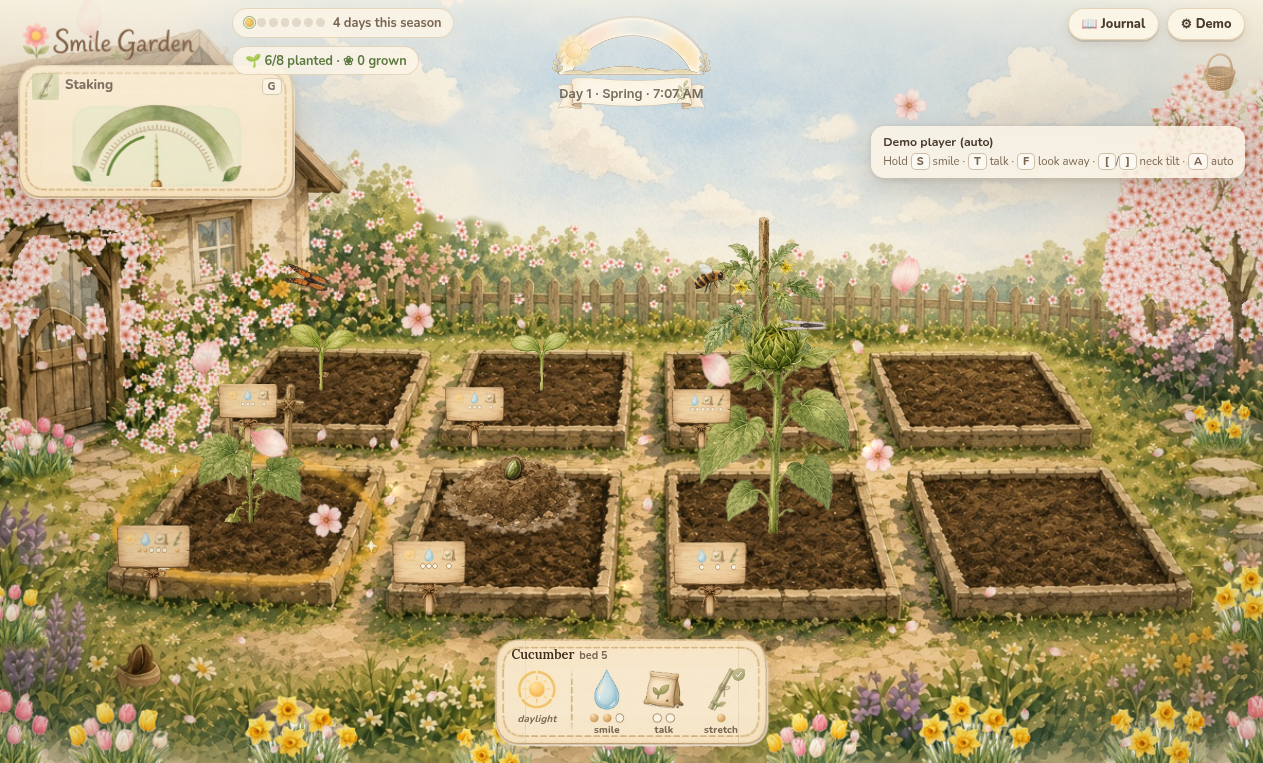 Smile Garden
4 days this season
6/8 planted · 0 grown
Staking
G
Day 1 · Spring · 7:07 AM
Journal
Demo
Demo player (auto)
Hold S smile · T talk · F look away · [ / ] neck tilt · A auto
Cucumber bed 5
daylight
smile
talk
stretch